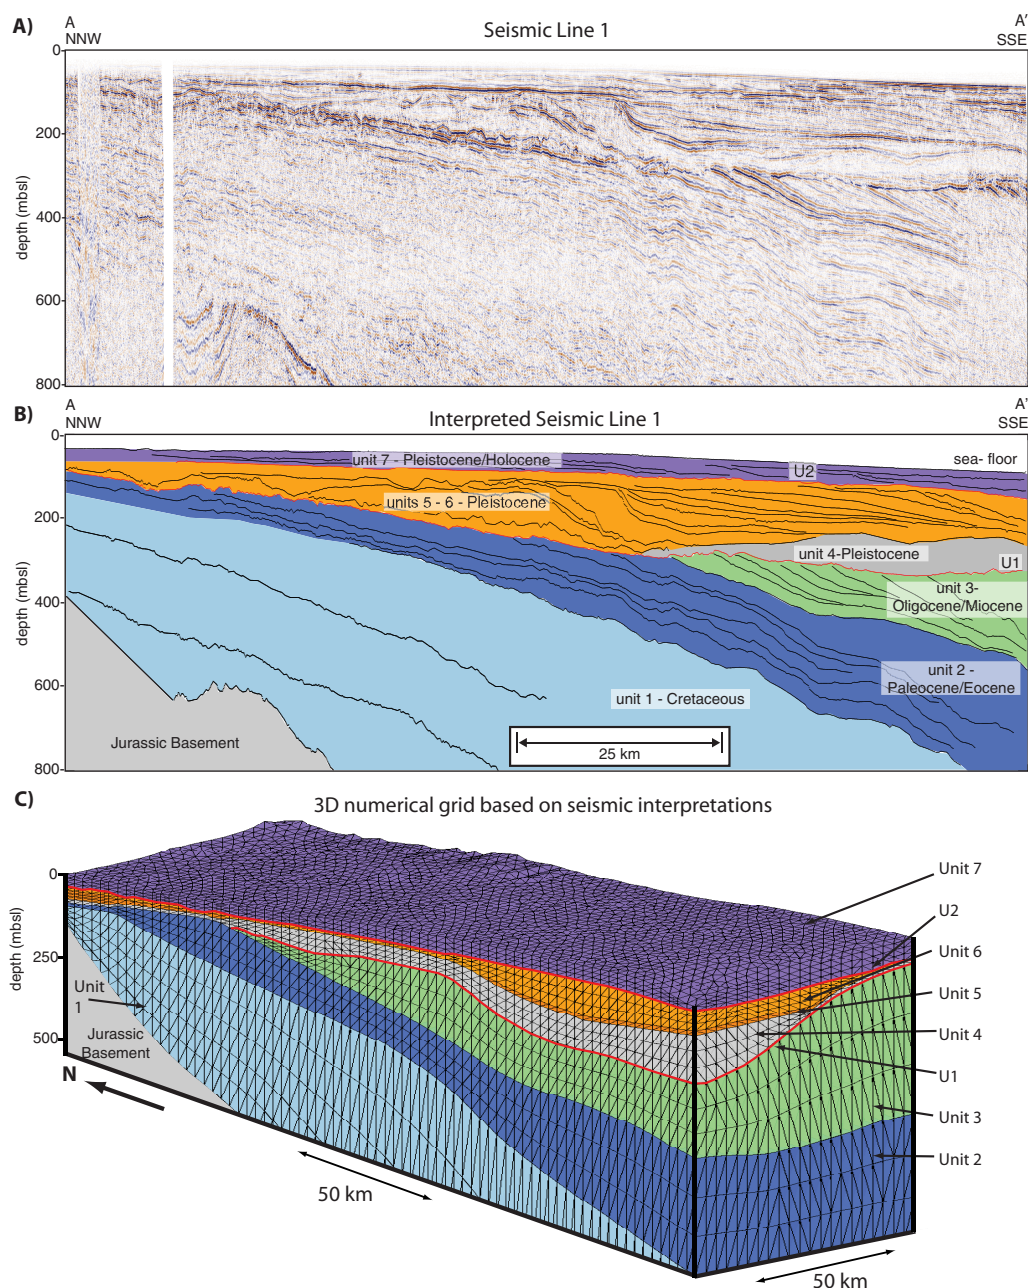 A)
A
NNW
Seismic Line 1
A'
SSE
0
200
400
600
800
depth (mbsl)
B)
A
NNW
Interpreted Seismic Line 1
A'
SSE
0
200
400
600
800
depth (mbsl)
unit 7 - Pleistocene/Holocene
U2
sea- floor
units 5 - 6 - Pleistocene
unit 4-Pleistocene
U1
unit 3-
Oligocene/Miocene
unit 2 -
Paleocene/Eocene
unit 1 - Cretaceous
Jurassic Basement
25 km
C)
3D numerical grid based on seismic interpretations
0
250
500
depth (mbsl)
Unit
1
Jurassic
Basement
N
50 km
50 km
Unit 7
U2
Unit 6
Unit 5
Unit 4
U1
Unit 3
Unit 2